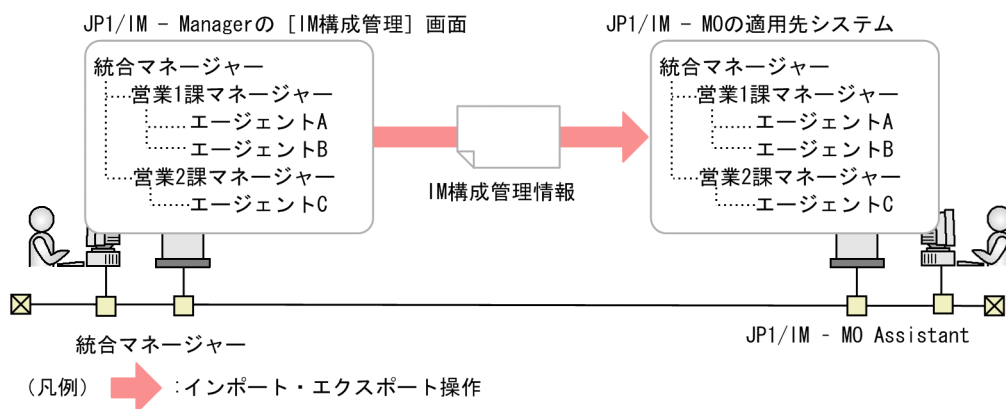 JP1/IM - Managerの［IM構成管理］画面
統合マネージャー
営業1課マネージャー
エージェントA
エージェントB
営業2課マネージャー
エージェントC
IM構成管理情報
JP1/IM - MOの適用先システム
統合マネージャー
営業1課マネージャー
エージェントA
エージェントB
営業2課マネージャー
エージェントC
統合マネージャー
JP1/IM - MO Assistant
（凡例） ：インポート・エクスポート操作